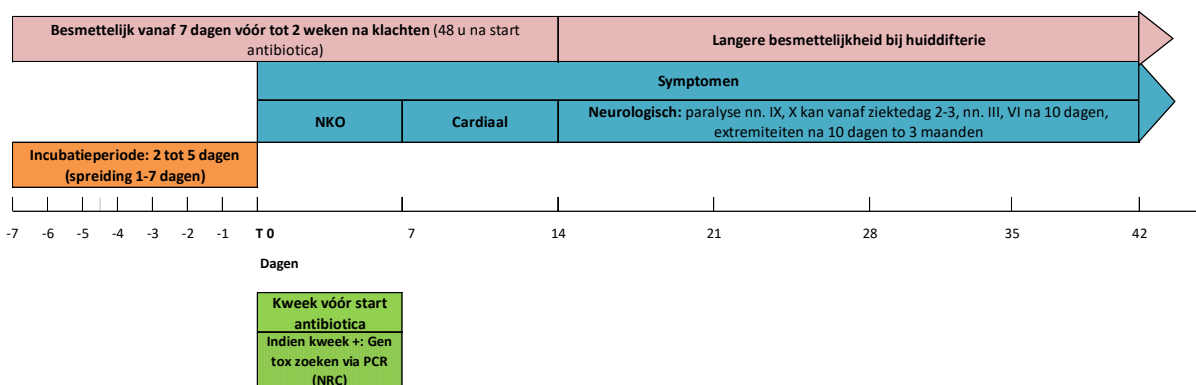 Besmettelijk vanaf 7 dagen vóór tot 2 weken na klachten (48 u na start
antibiotica)
Langere besmettelijkheid bij huiddifterie
Symptomen
NKO
Cardiaal
Neurologisch: paralyse nn. IX, X kan vanaf ziektedag 2-3, nn. III, VI na 10 dagen,
extremiteiten na 10 dagen to 3 maanden
Incubatieperiode: 2 tot 5 dagen
(spreiding 1-7 dagen)
-7 -6 -5 -4 -3 -2 -1 T 0 7 14 21 28 35 42
Dagen
Kweek vóór start
antibiotica
Indien kweek +: Gen
tox zoeken via PCR
(NRC)